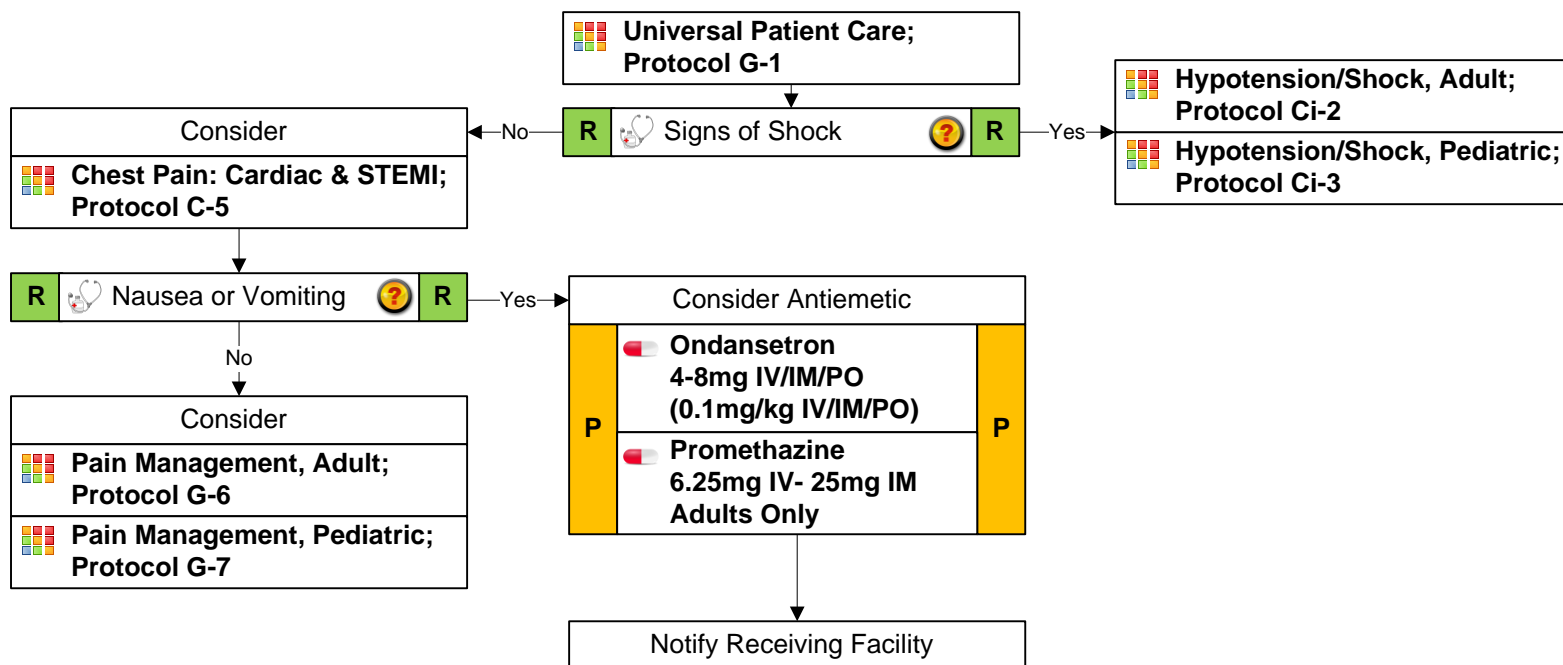 Universal Patient Care;
Protocol G-1
Hypotension/Shock, Adult;
Protocol Ci-2
Hypotension/Shock, Pediatric;
Protocol Ci-3
R Signs of Shock ? R
Yes
No
Consider
Chest Pain: Cardiac & STEMI;
Protocol C-5
R Nausea or Vomiting ? R
Yes
No
Consider Antiemetic
P
Ondansetron
4-8mg IV/IM/PO
(0.1mg/kg IV/IM/PO)
Promethazine
6.25mg IV- 25mg IM
Adults Only
P
Consider
Pain Management, Adult;
Protocol G-6
Pain Management, Pediatric;
Protocol G-7
Notify Receiving Facility